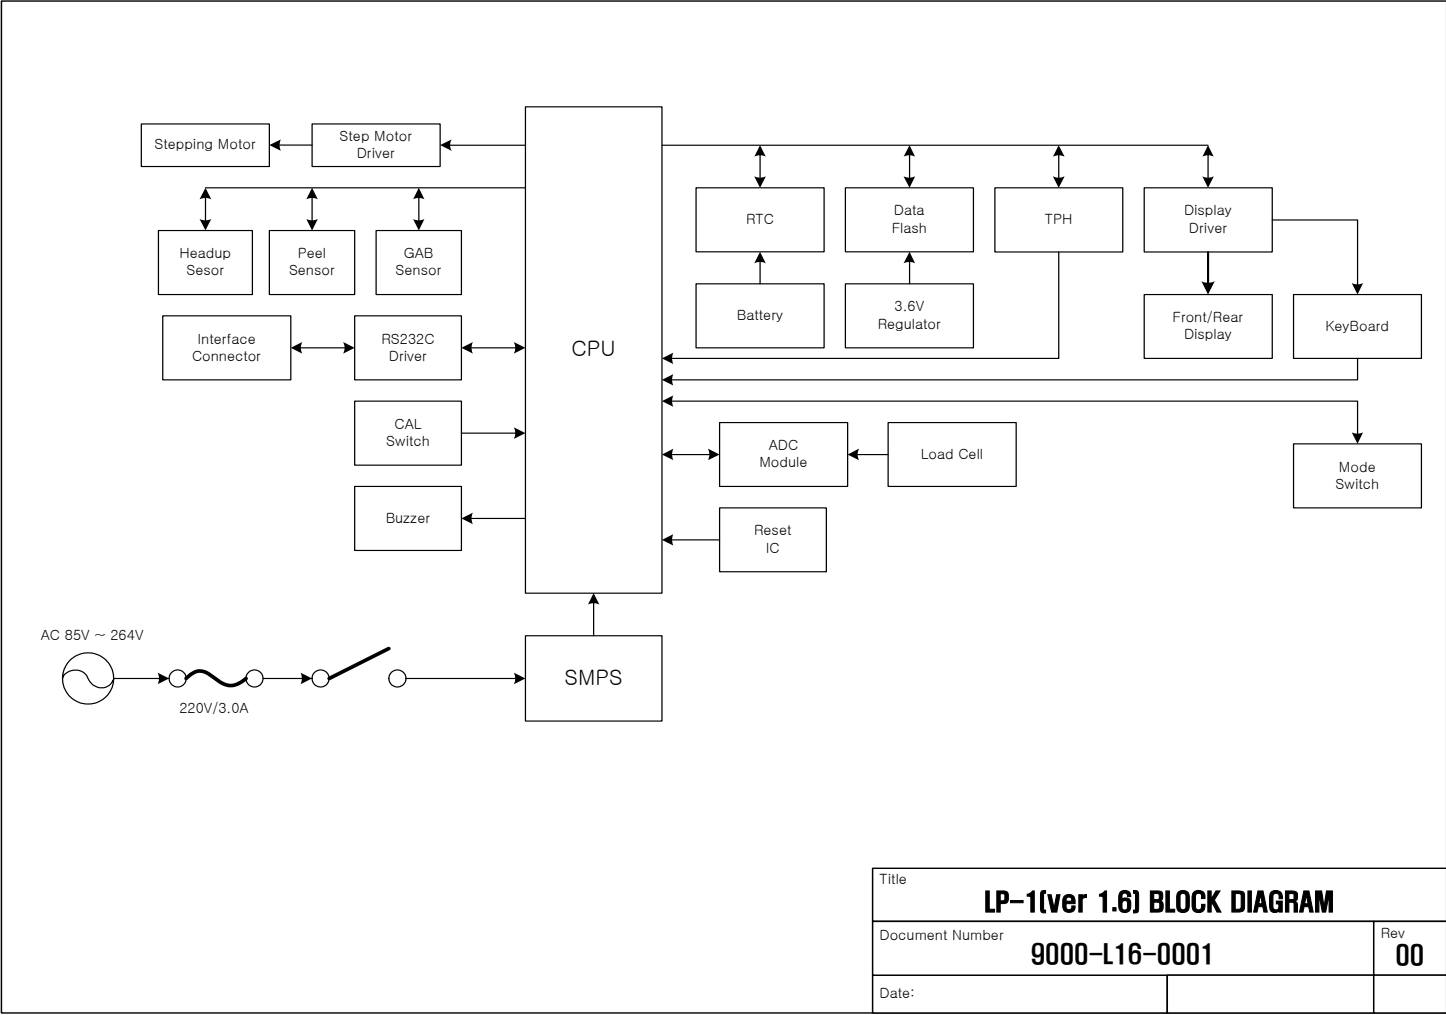 Stepping Motor
Step Motor
Driver
Headup
Sesor
Peel
Sensor
GAB
Sensor
RTC
Data
Flash
TPH
Display
Driver
Battery
3.6V
Regulator
Front/Rear
Display
KeyBoard
Interface
Connector
RS232C
Driver
CPU
CAL
Switch
ADC
Module
Load Cell
Mode
Switch
Buzzer
Reset
IC
AC 85V ~ 264V
220V/3.0A
SMPS
Title
LP-1(ver 1.6) BLOCK DIAGRAM
Document Number
9000-L16-0001
Rev
00
Date: